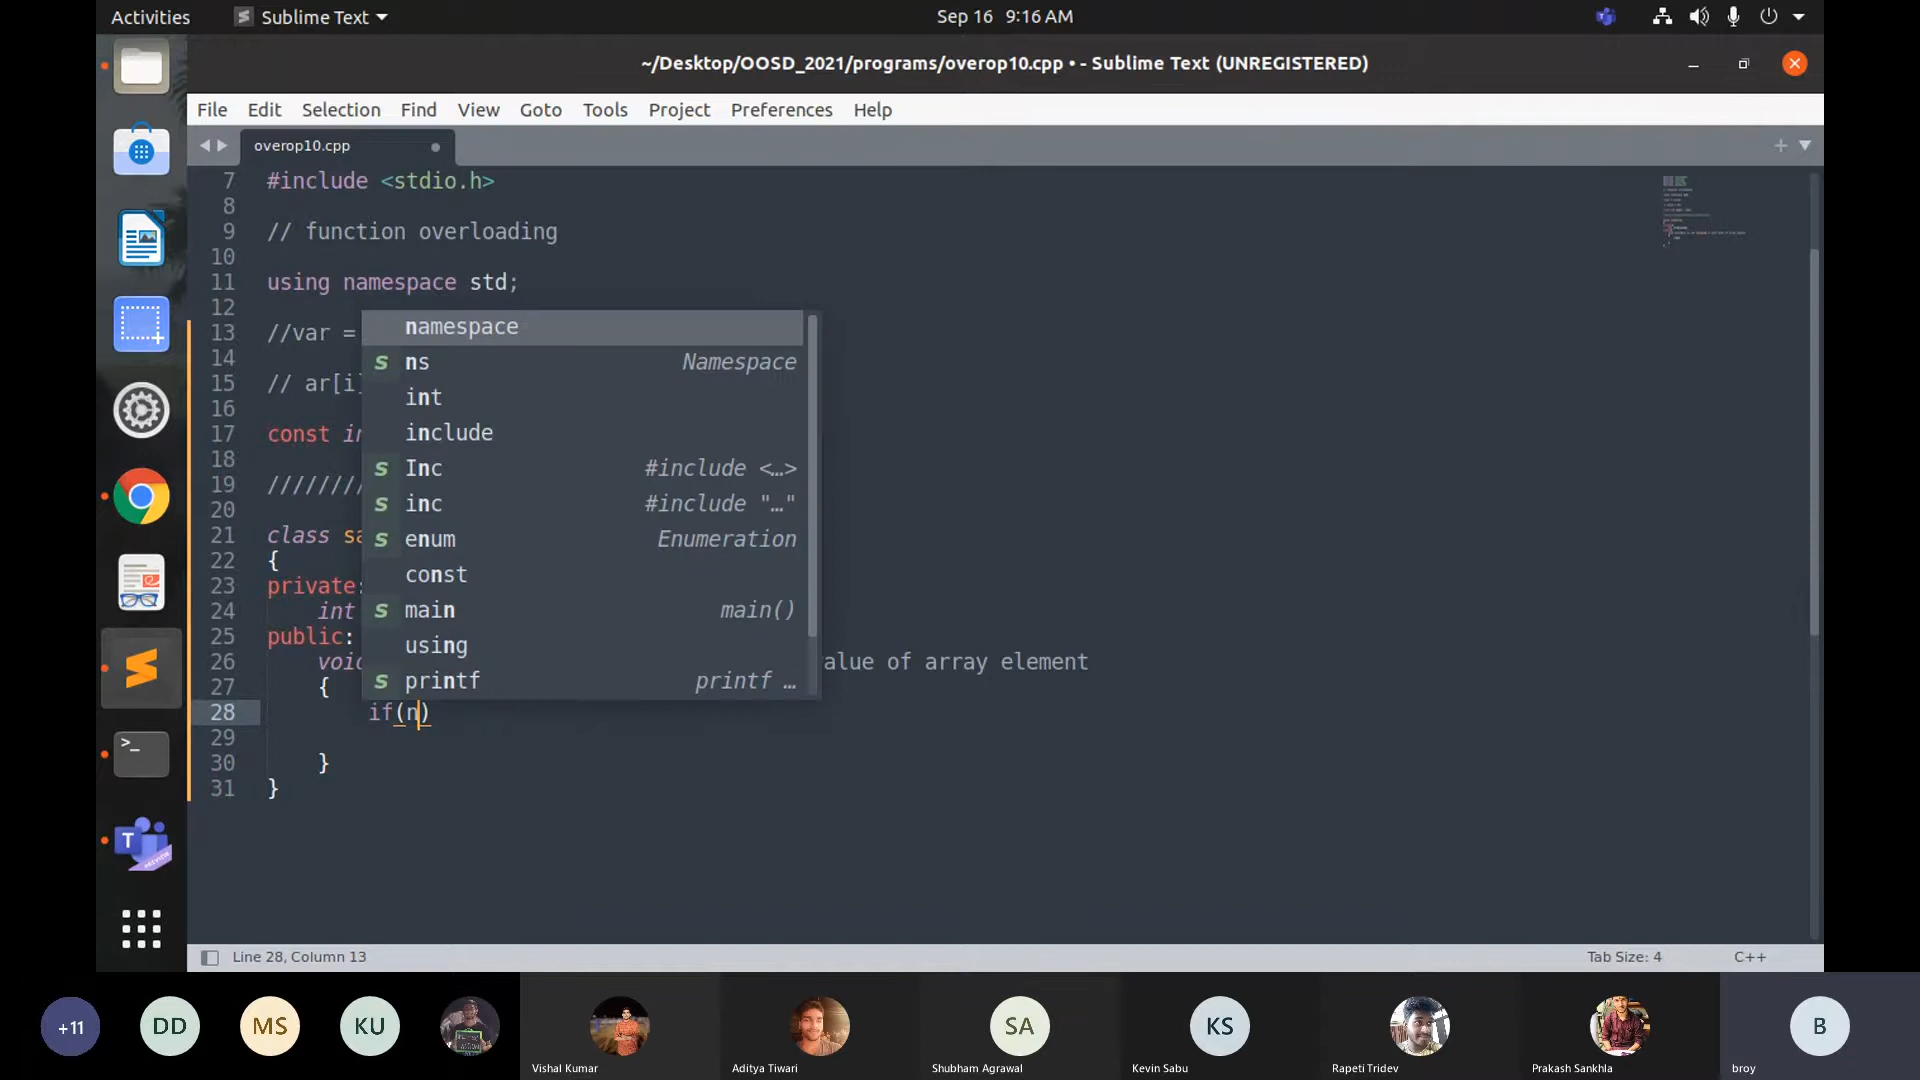 Activities
Sublime Text
Sep 16 9:16 AM
~/Desktop/OOSD_2021/programs/overop10.cpp • - Sublime Text (UNREGISTERED)
File Edit Selection Find View Goto Tools Project Preferences Help
overop10.cpp
7 #include <stdio.h>
8
9 // function overloading
10
11 using namespace std;
12
13 //var =
14
15 // ar[i]
16
17 const in
18
19 ////////
20
21 class sa
22 {
23 private:
24 int
25 public:
26 void value of array element
27 {
28 if(n)
29
30 }
31 }
namespace
s ns Namespace
int
include
s Inc #include <…>
s inc #include "…"
s enum Enumeration
const
s main main()
using
s printf printf …
Line 28, Column 13
Tab Size: 4
C++
T
PREVIEW
+11
DD
MS
KU
Vishal Kumar
Aditya Tiwari
SA
Shubham Agrawal
KS
Kevin Sabu
Rapeti Tridev
Prakash Sankhla
B
broy